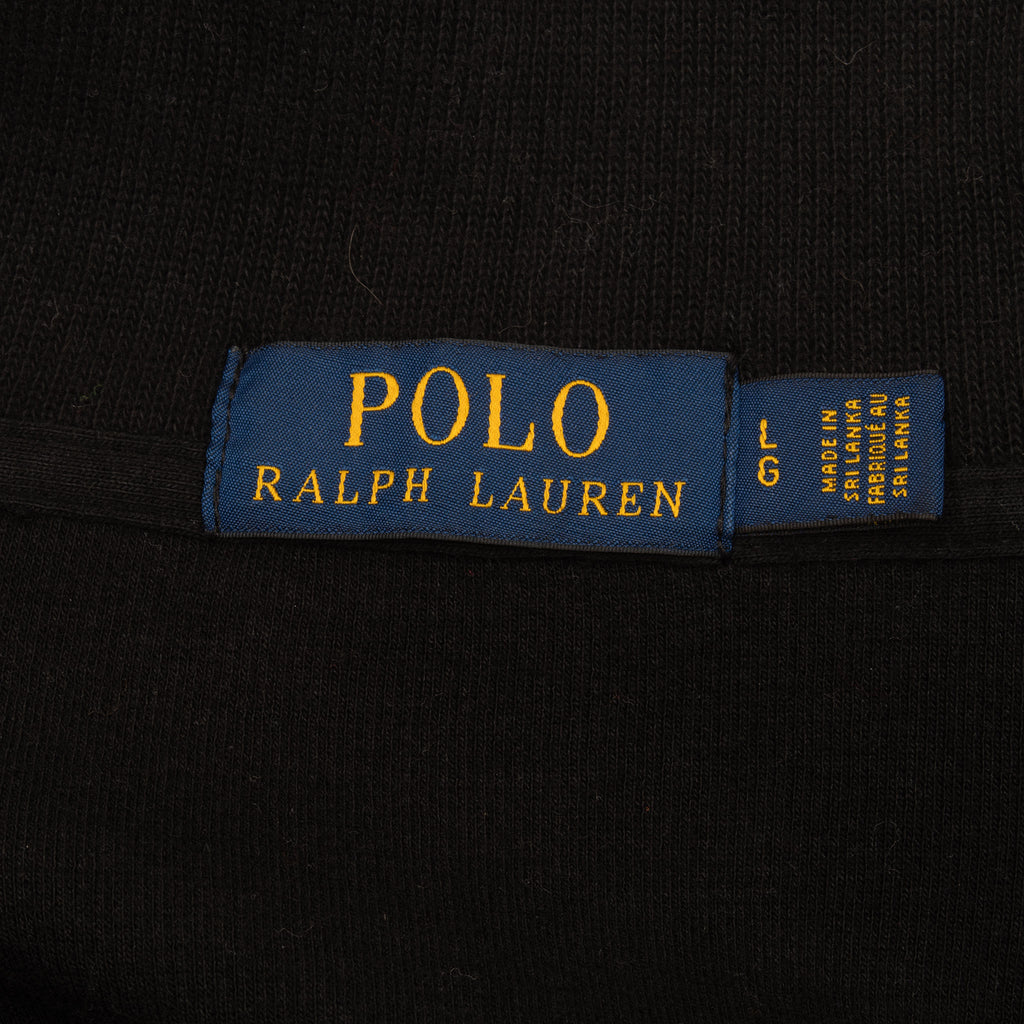 POLO
RALPH LAUREN
L
G
MADE IN
SRI LANKA
FABRIQUÉ AU
SRI LANKA